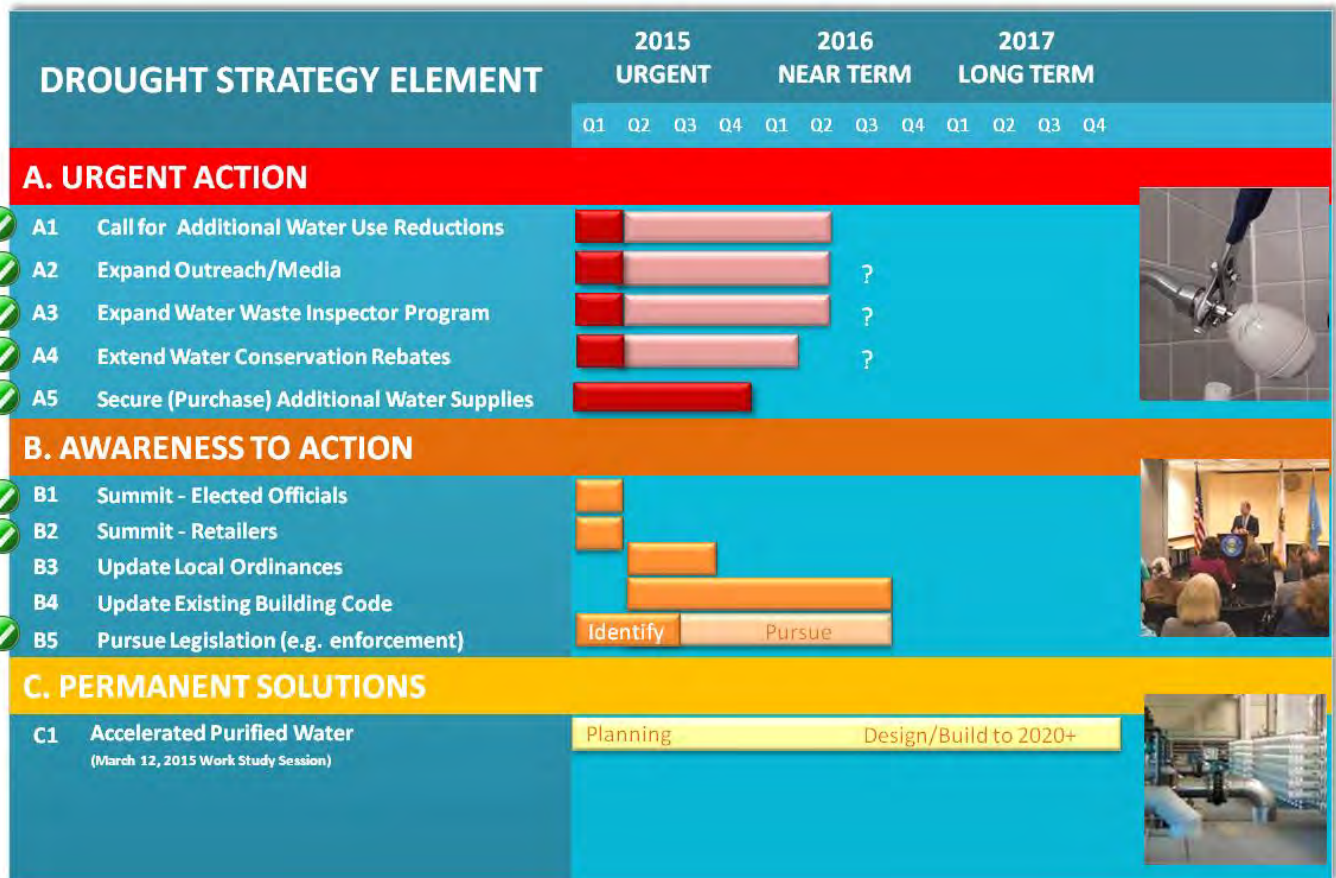 DROUGHT STRATEGY ELEMENT
2015 URGENT
2016 NEAR TERM
2017 LONG TERM
Q1 Q2 Q3 Q4 Q1 Q2 Q3 Q4 Q1 Q2 Q3 Q4
A. URGENT ACTION
A1 Call for Additional Water Use Reductions
A2 Expand Outreach/Media ?
A3 Expand Water Waste Inspector Program ?
A4 Extend Water Conservation Rebates ?
A5 Secure (Purchase) Additional Water Supplies
B. AWARENESS TO ACTION
B1 Summit - Elected Officials
B2 Summit - Retailers
B3 Update Local Ordinances
B4 Update Existing Building Code
B5 Pursue Legislation (e.g. enforcement) Identify Pursue
C. PERMANENT SOLUTIONS
C1 Accelerated Purified Water Planning Design/Build to 2020+
(March 12, 2015 Work Study Session)